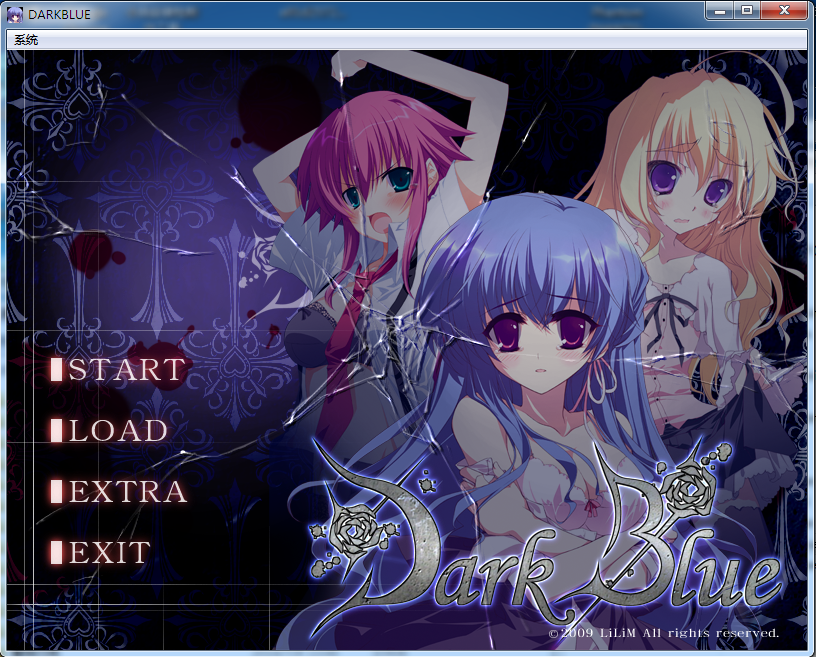 DARKBLUE
系统
START
LOAD
EXTRA
EXIT
Dark Blue
©2009 LiLiM All rights reserved.